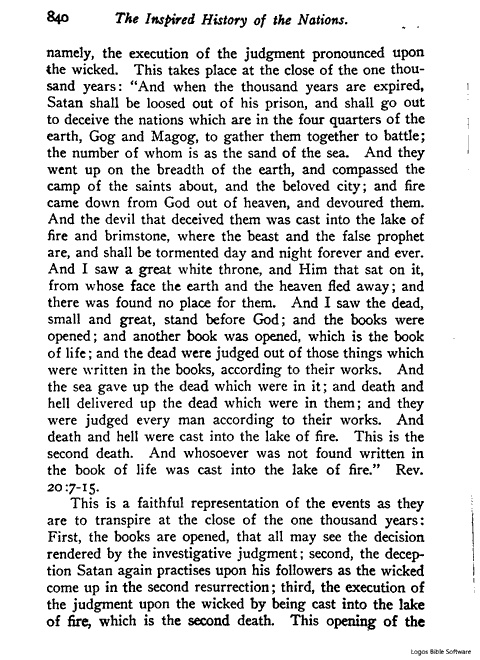 840 The Inspired History of the Nations.
namely, the execution of the judgment pronounced upon
the wicked. This takes place at the close of the one thou-
sand years: "And when the thousand years are expired,
Satan shall be loosed out of his prison, and shall go out
to deceive the nations which are in the four quarters of the
earth, Gog and Magog, to gather them together to battle;
the number of whom is as the sand of the sea. And they
went up on the breadth of the earth, and compassed the
camp of the saints about, and the beloved city; and fire
came down from God out of heaven, and devoured them.
And the devil that deceived them was cast into the lake of
fire and brimstone, where the beast and the false prophet
are, and shall be tormented day and night forever and ever.
And I saw a great white throne, and Him that sat on it,
from whose face the earth and the heaven fled away; and
there was found no place for them. And I saw the dead,
small and great, stand before God; and the books were
opened; and another book was opened, which is the book
of life; and the dead were judged out of those things which
were written in the books, according to their works. And
the sea gave up the dead which were in it; and death and
hell delivered up the dead which were in them; and they
were judged every man according to their works. And
death and hell were cast into the lake of fire. This is the
second death. And whosoever was not found written in
the book of life was cast into the lake of fire." Rev.
20:7-15.
This is a faithful representation of the events as they
are to transpire at the close of the one thousand years:
First, the books are opened, that all may see the decision
rendered by the investigative judgment; second, the decep-
tion Satan again practises upon his followers as the wicked
come up in the second resurrection; third, the execution of
the judgment upon the wicked by being cast into the lake
of fire, which is the second death. This opening of the
Logos Bible Software